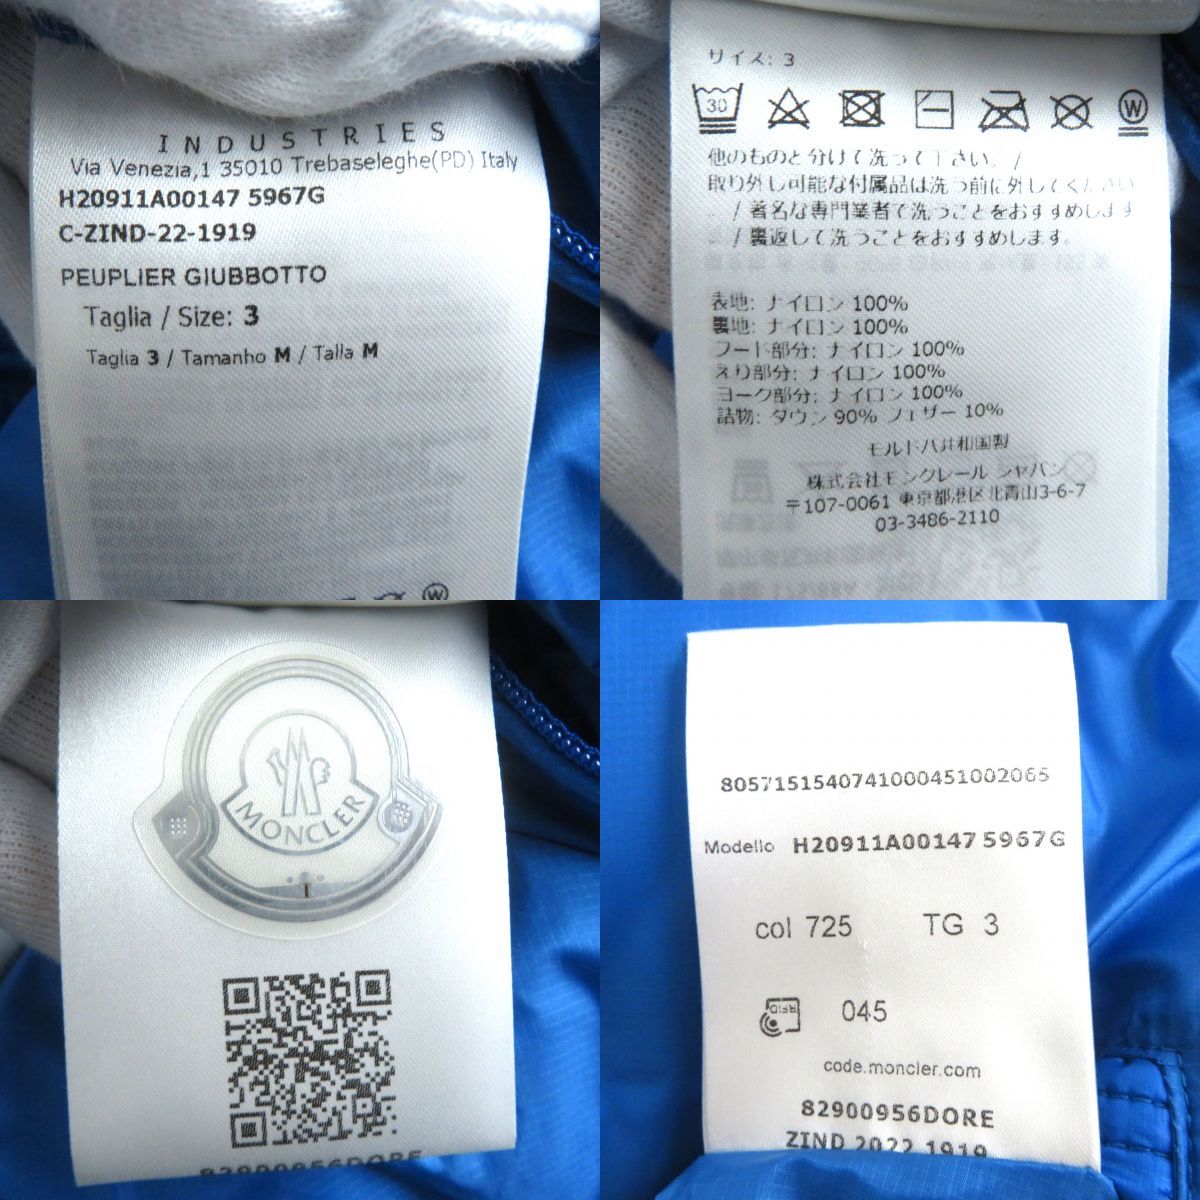 INDUSTRIES
Via Venezia,1 35010 Trebaseleghe(PD) Italy
H20911A00147 5967G
C-ZIND-22-1919
PEUPLIER GIUBBOTTO
Taglia / Size: 3
Taglia 3 / Tamanho M / Talla M
サイズ: 3
30
W
他のものと分けて洗って下さい。/
取り外し可能な付属品は洗う前に外してください
/ 著名な専門業者で洗うことをおすすめします
/ 裏返して洗うことをおすすめします。
表地: ナイロン 100%
裏地: ナイロン 100%
フード部分: ナイロン 100%
えり部分: ナイロン 100%
ヨーク部分: ナイロン 100%
詰物: ダウン 90% フェザー 10%
モルドバ共和国製
株式会社モンクレール ジャパン
〒107-0061 東京都港区北青山3-6-7
03-3486-2110
MONCLER
82900956DORE
8057151540741000451002065
Modello H20911A00147 5967G
col 725 TG 3
RFID 045
code.moncler.com
82900956DORE
ZIND 2022 1919